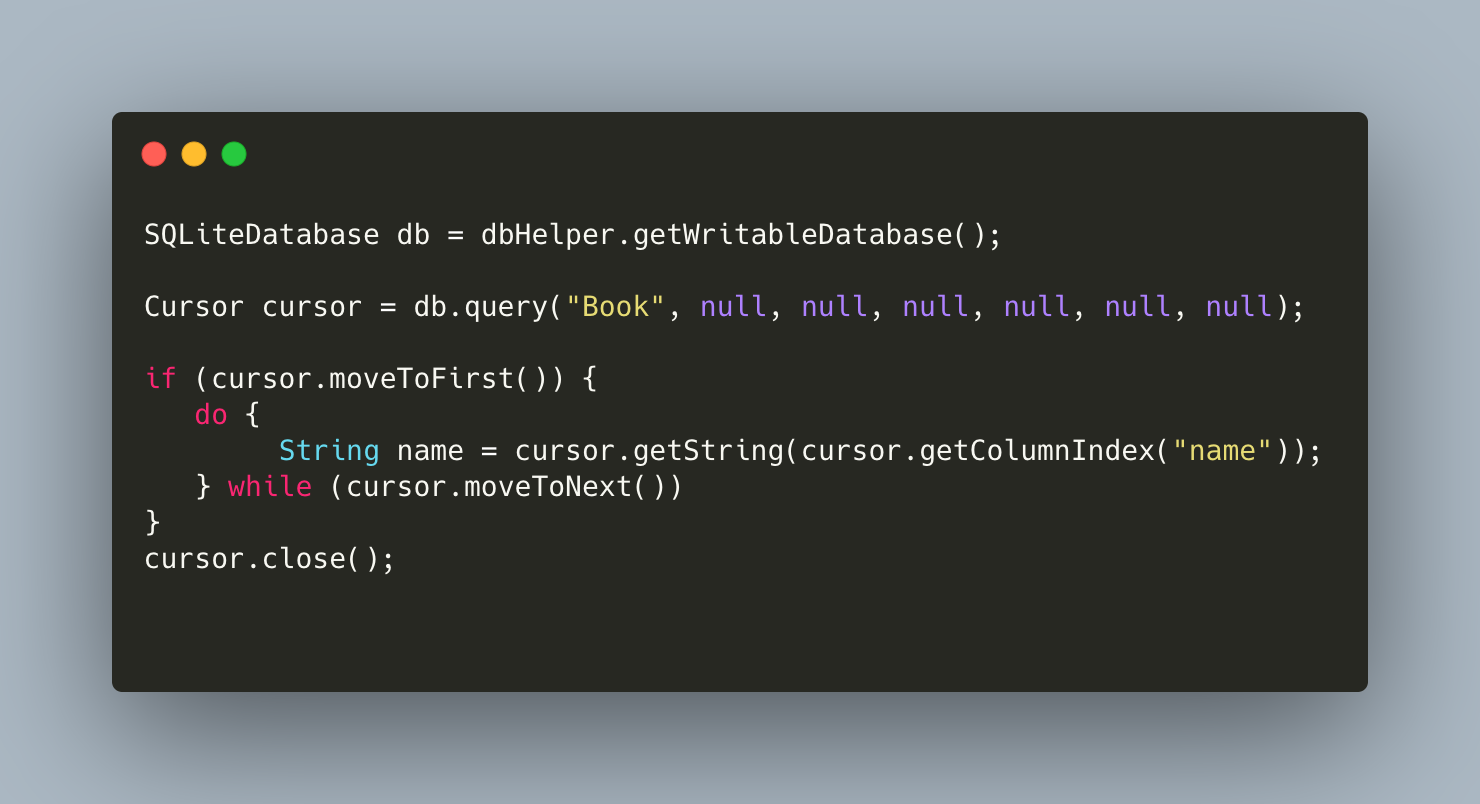 SQLiteDatabase db = dbHelper.getWritableDatabase();
Cursor cursor = db.query("Book", null, null, null, null, null, null);
if (cursor.moveToFirst()) {
   do {
        String name = cursor.getString(cursor.getColumnIndex("name"));
   } while (cursor.moveToNext())
}
cursor.close();